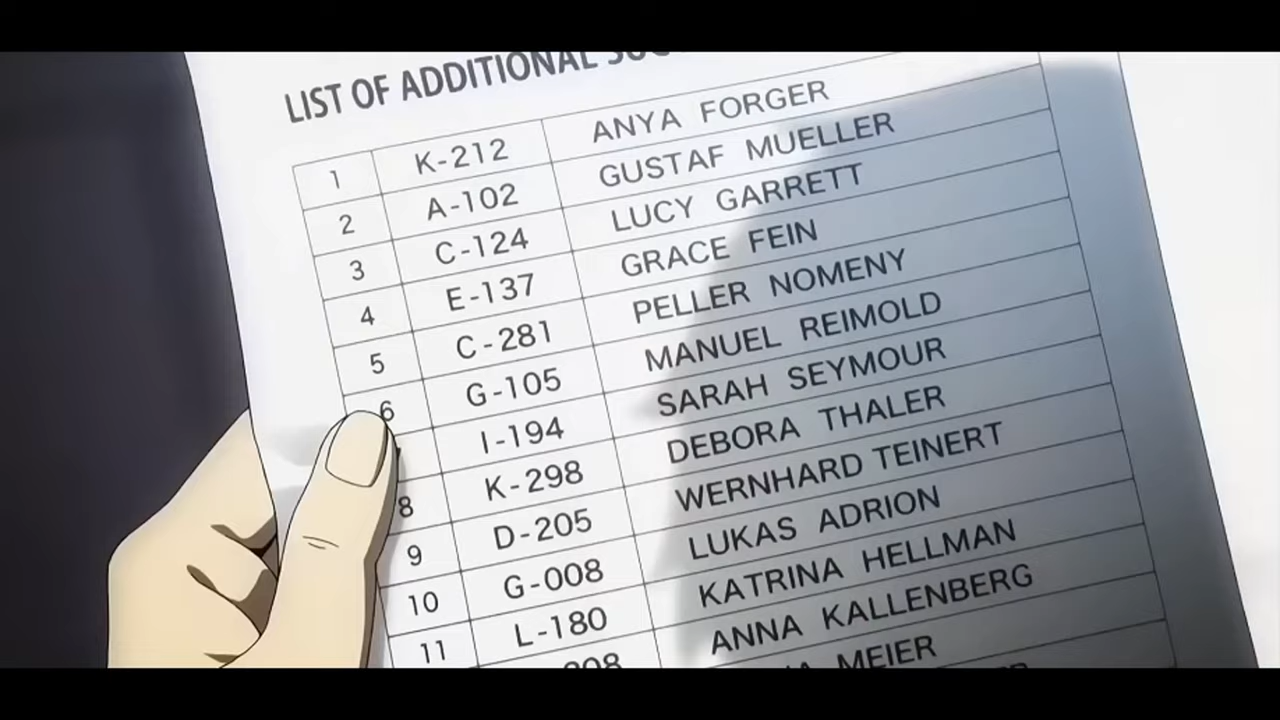 LIST OF ADDITIONAL
1 K-212 ANYA FORGER
2 A-102 GUSTAF MUELLER
3 C-124 LUCY GARRETT
4 E-137 GRACE FEIN
5 C-281 PELLER NOMENY
6 G-105 MANUEL REIMOLD
I-194 SARAH SEYMOUR
8 K-298 DEBORA THALER
9 D-205 WERNHARD TEINERT
10 G-008 LUKAS ADRION
11 L-180 KATRINA HELLMAN
ANNA KALLENBERG
MEIER